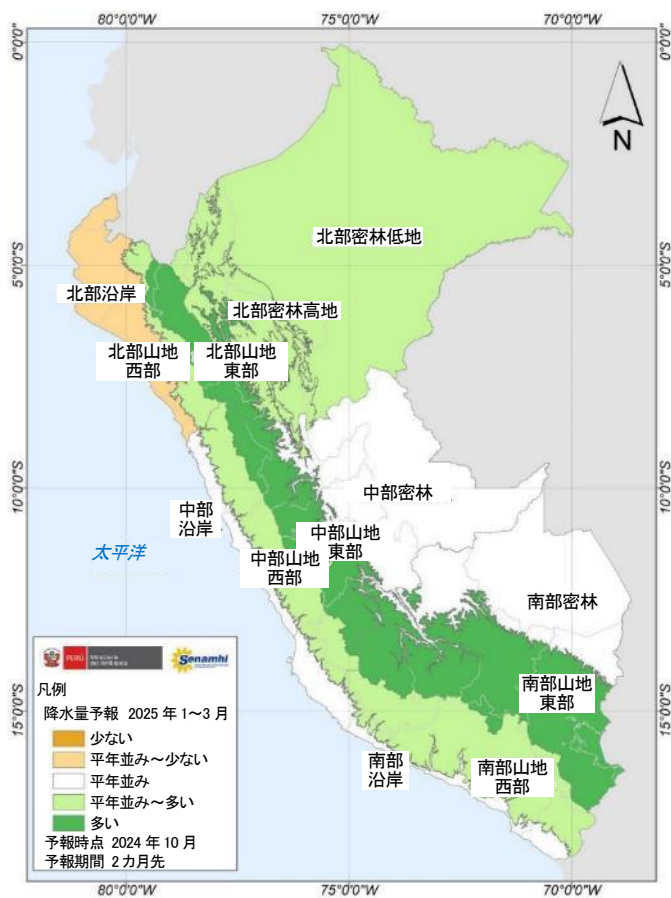 80°0'0"W 75°0'0"W 70°0'0"W
0°0'0" 0°0'0"
N
北部密林低地
5°0'0"S 5°0'0"S
北部沿岸
北部密林高地
北部山地
西部
北部山地
東部
10°0'0"S 10°0'0"S
中部密林
中部
沿岸
中部山地
東部
太平洋
中部山地
西部
南部密林
PERÚ Ministerio
del Ambiente
Senamhi
凡例
降水量予報 2025 年 1~3 月
少ない
平年並み~少ない
平年並み
平年並み~多い
多い
予報時点 2024 年 10 月
予報期間 2カ月先
南部山地
東部
15°0'0"S 15°0'0"S
南部
沿岸
南部山地
西部
80°0'0"W 75°0'0"W 70°0'0"W